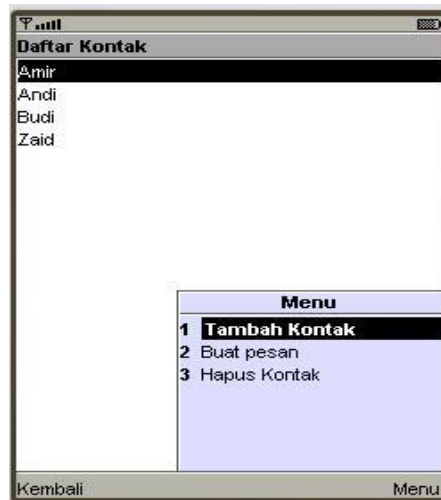 Daftar Kontak
Amir
Andi
Budi
Zaid
Menu
1 Tambah Kontak
2 Buat pesan
3 Hapus Kontak
Kembali Menu